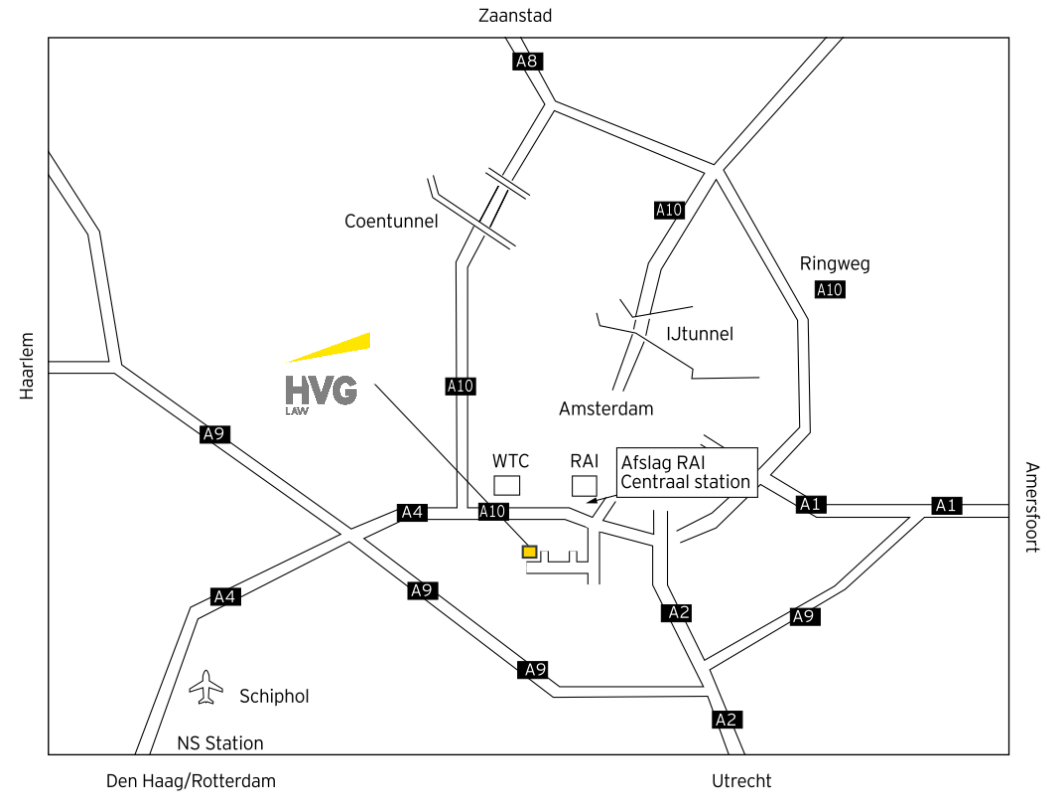 Zaanstad
A8
A10
Coentunnel
Ringweg
A10
IJtunnel
Haarlem
HVG
LAW
A10
Amsterdam
A9
WTC
RAI
Afslag RAI
Centraal station
Amersfoort
A4
A10
A1
A1
A4
A9
A2
A9
A9
Schiphol
A2
NS Station
Den Haag/Rotterdam
Utrecht